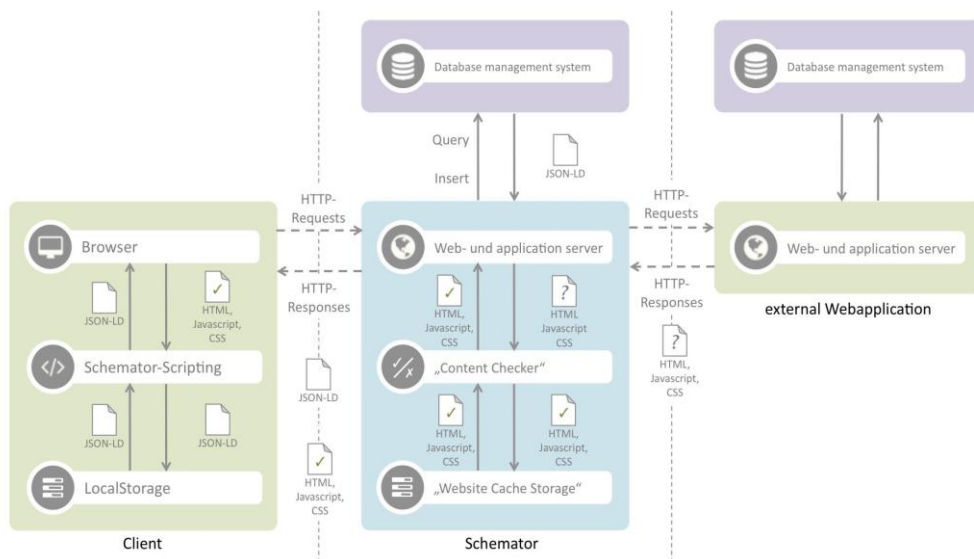 Database management system
Database management system
Query
Insert
JSON-LD
HTTP-
Requests
HTTP-
Requests
Browser
Web- und application server
Web- und application server
JSON-LD
HTML,
Javascript,
CSS
HTTP-
Responses
HTML,
Javascript,
CSS
HTML
Javascript,
CSS
HTTP-
Responses
external Webapplication
HTML,
Javascript,
CSS
Schemator-Scripting
JSON-LD
„Content Checker“
JSON-LD
JSON-LD
HTML,
Javascript,
CSS
HTML,
Javascript,
CSS
LocalStorage
HTML,
Javascript,
CSS
„Website Cache Storage“
Client
Schemator